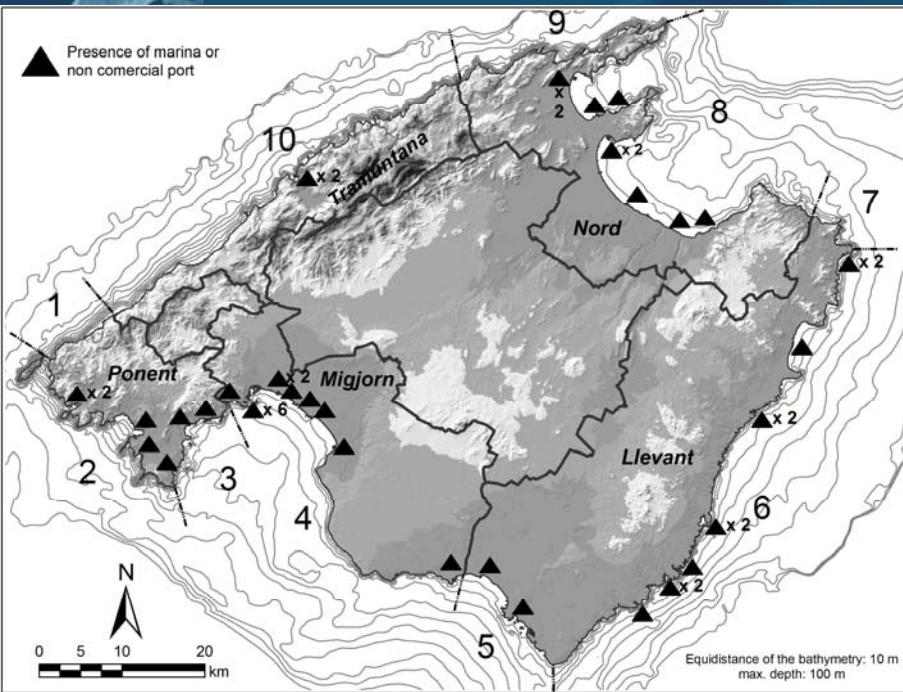 Presence of marina or
non comercial port
9
x
2
8
10
x 2
Tramuntana
x 2
7
Nord
x 2
1
Ponent
x 2
x 2
Migjorn
x 6
x 2
Llevant
2
3
4
x 2
6
x 2
5
N
0 5 10 20
km
Equidistance of the bathymetry: 10 m
max. depth: 100 m